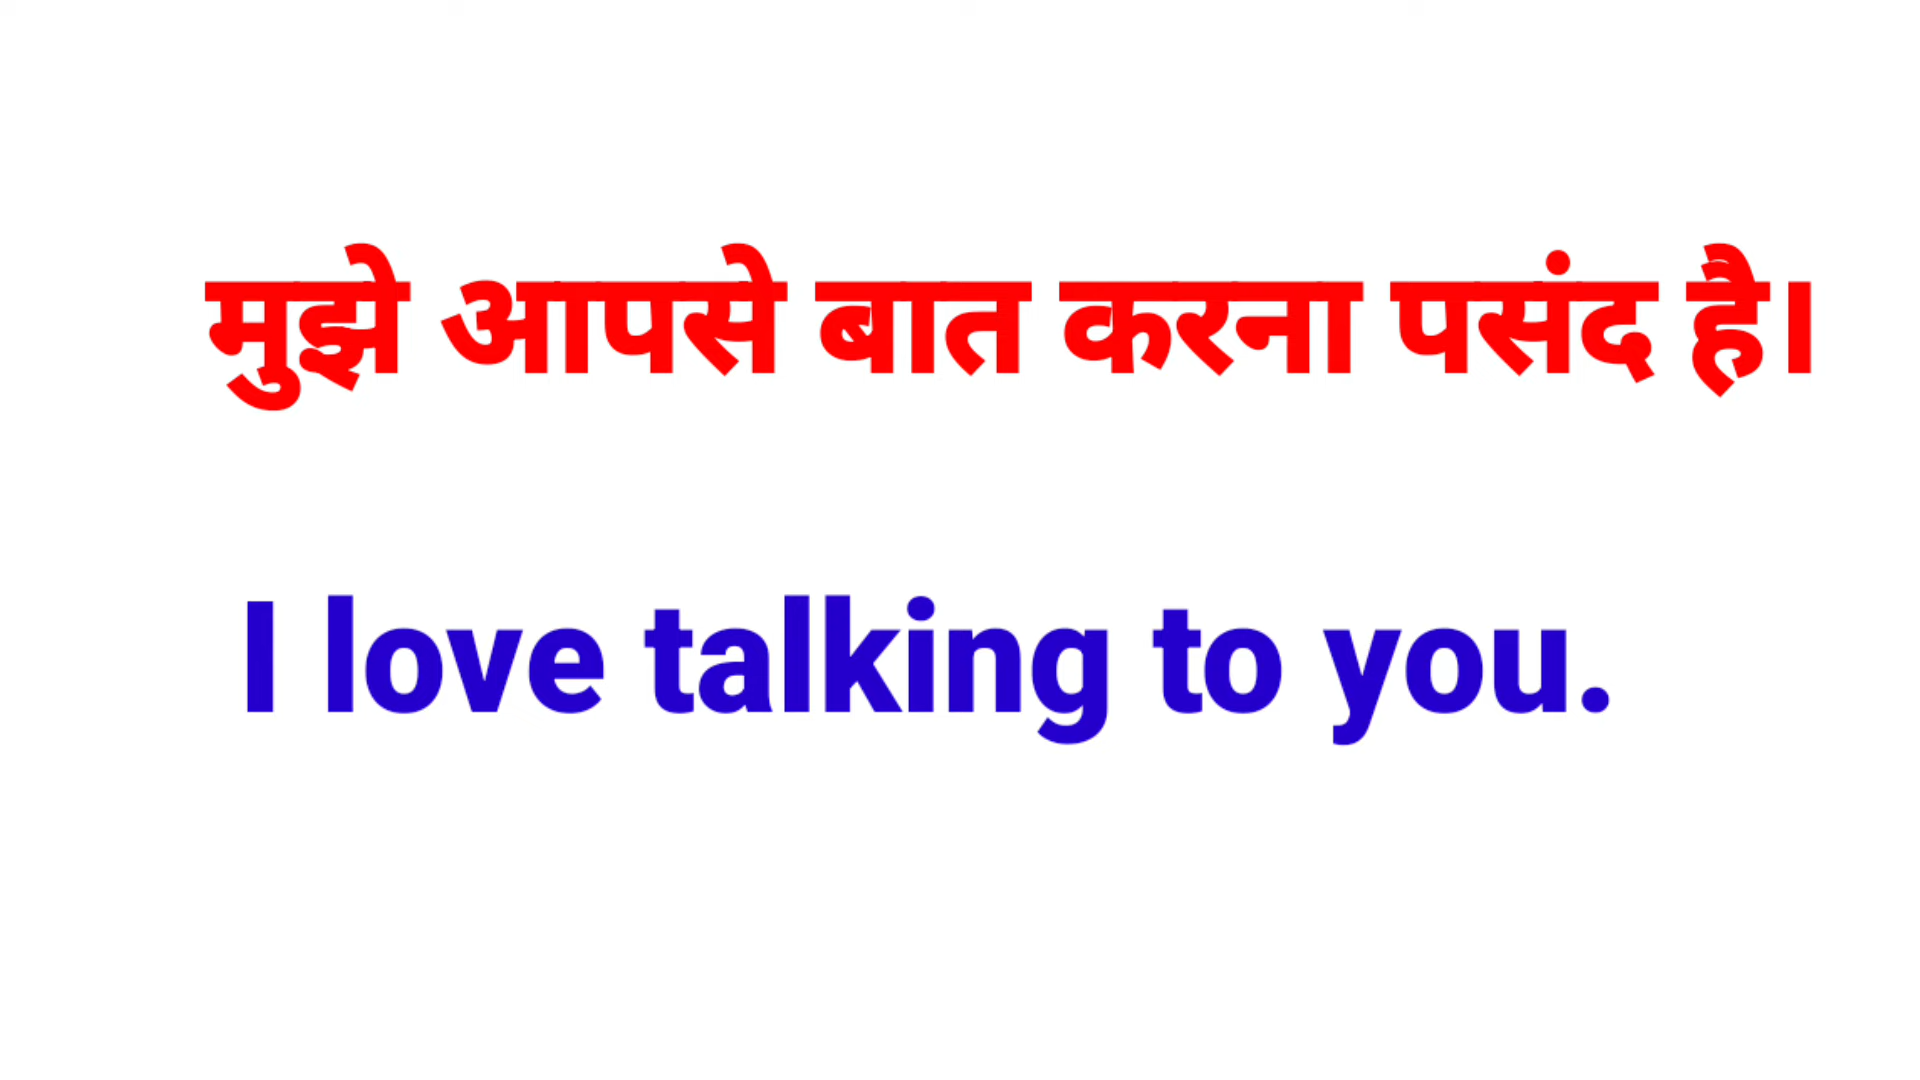 मुझे आपसे बात करना पसंद है।
I love talking to you.